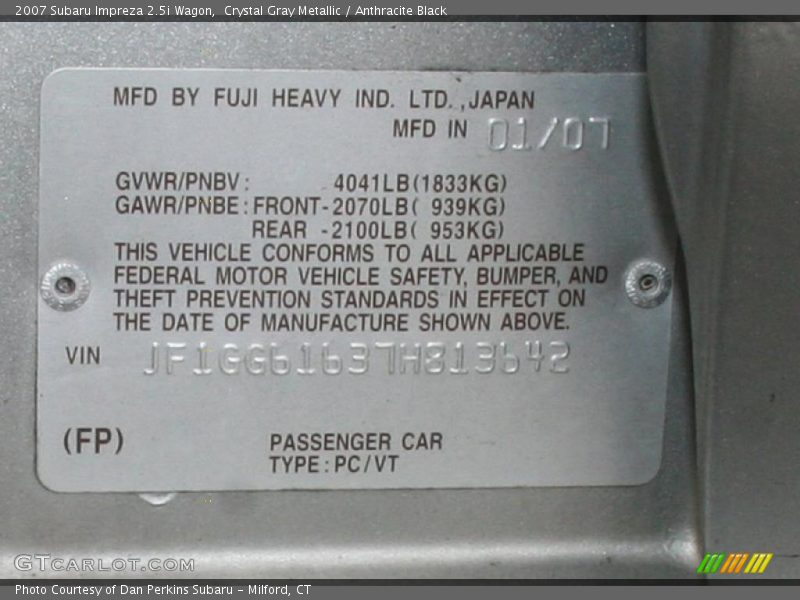 2007 Subaru Impreza 2.5i Wagon, Crystal Gray Metallic / Anthracite Black
MFD BY FUJI HEAVY IND. LTD.,JAPAN
MFD IN 01/07
GVWR/PNBV: 4041LB(1833KG)
GAWR/PNBE:FRONT-2070LB( 939KG)
REAR -2100LB( 953KG)
THIS VEHICLE CONFORMS TO ALL APPLICABLE
FEDERAL MOTOR VEHICLE SAFETY, BUMPER, AND
THEFT PREVENTION STANDARDS IN EFFECT ON
THE DATE OF MANUFACTURE SHOWN ABOVE.
VIN JF1GG61637H813642
(FP) PASSENGER CAR
TYPE:PC/VT
GTcarlot.com
Photo Courtesy of Dan Perkins Subaru - Milford, CT